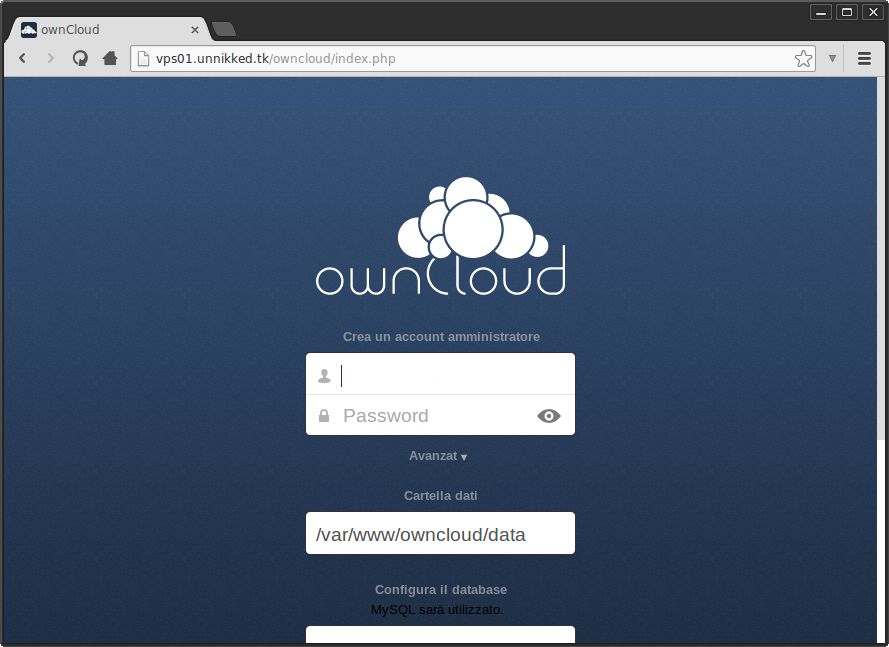 ownCloud
vps01.unnikked.tk/owncloud/index.php
ownCloud
Crea un account amministratore
Password
Avanzat ▾
Cartella dati
/var/www/owncloud/data
Configura il database
MySQL sarà utilizzato.